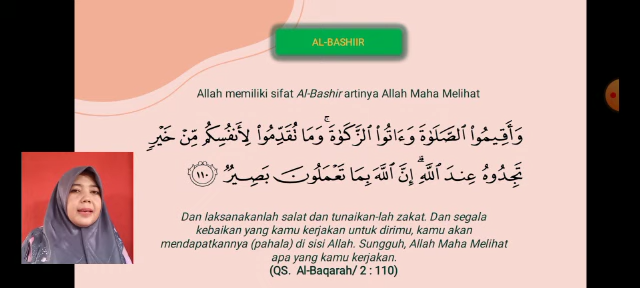 AL-BASHIIR
Allah memiliki sifat Al-Bashir artinya Allah Maha Melihat
وَأَقِيمُوا۟ ٱلصَّلَوٰةَ وَءَاتُوا۟ ٱلزَّكَوٰةَ ۚ وَمَا تُقَدِّمُوا۟ لِأَنفُسِكُم مِّنْ خَيْرٍ
تَجِدُوهُ عِندَ ٱللَّهِ ۗ إِنَّ ٱللَّهَ بِمَا تَعْمَلُونَ بَصِيرٌ ١١٠
Dan laksanakanlah salat dan tunaikan-lah zakat. Dan segala
kebaikan yang kamu kerjakan untuk dirimu, kamu akan
mendapatkannya (pahala) di sisi Allah. Sungguh, Allah Maha Melihat
apa yang kamu kerjakan.
(QS. Al-Baqarah/ 2 : 110)